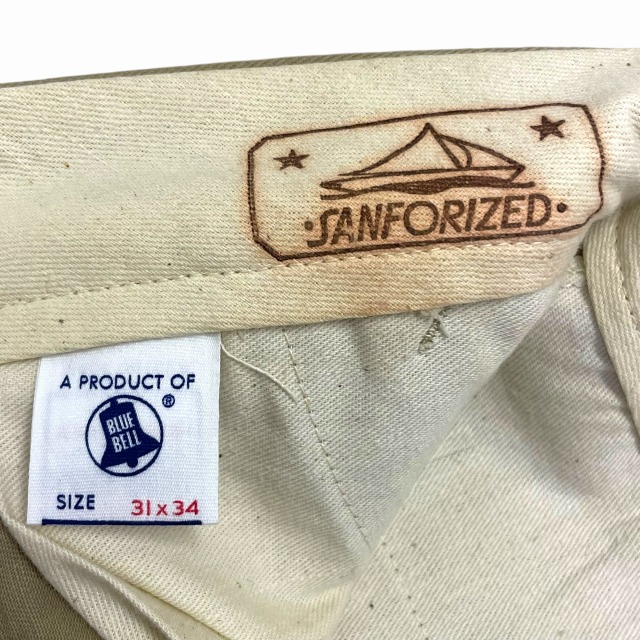 ·SANFORIZED·
A PRODUCT OF
BLUE
BELL
®
SIZE 31 x 34